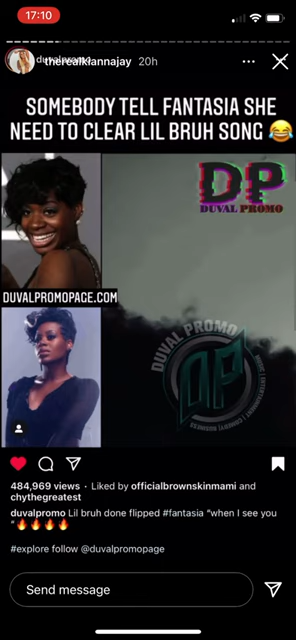 17:10
therealkiannajay 20h
SOMEBODY TELL FANTASIA SHE
NEED TO CLEAR LIL BRUH SONG 😂
DP
DUVAL PROMO
DUVALPROMOPAGE.COM
DUVAL PROMO
DP
484,969 views · Liked by officialbrownskinmami and
chythegreatest
duvalpromo Lil bruh done flipped #fantasia “when I see you
“🔥🔥🔥🔥
#explore follow @duvalpromopage
Send message